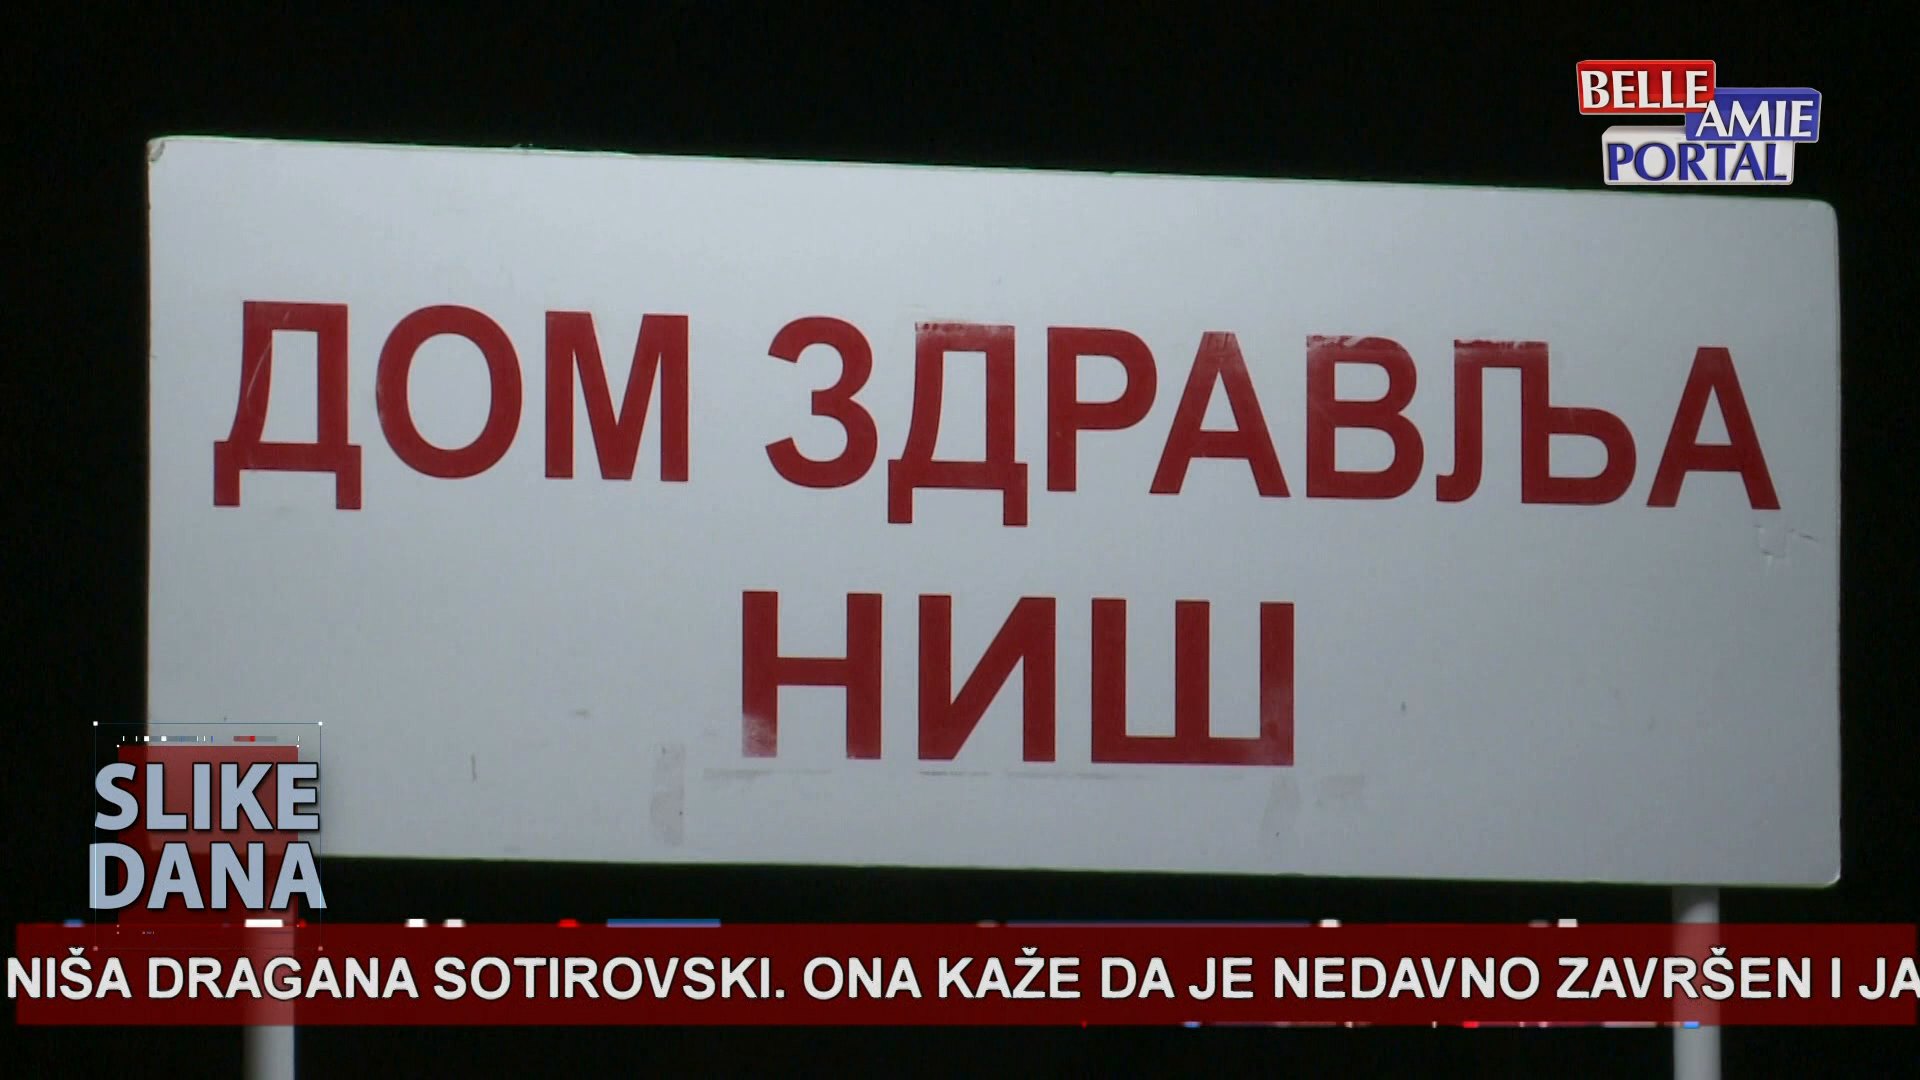 BELLE
AMIE
PORTAL
ДОМ ЗДРАВЉА
НИШ
SLIKE
DANA
NIŠA DRAGANA SOTIROVSKI. ONA KAŽE DA JE NEDAVNO ZAVRŠEN I JA